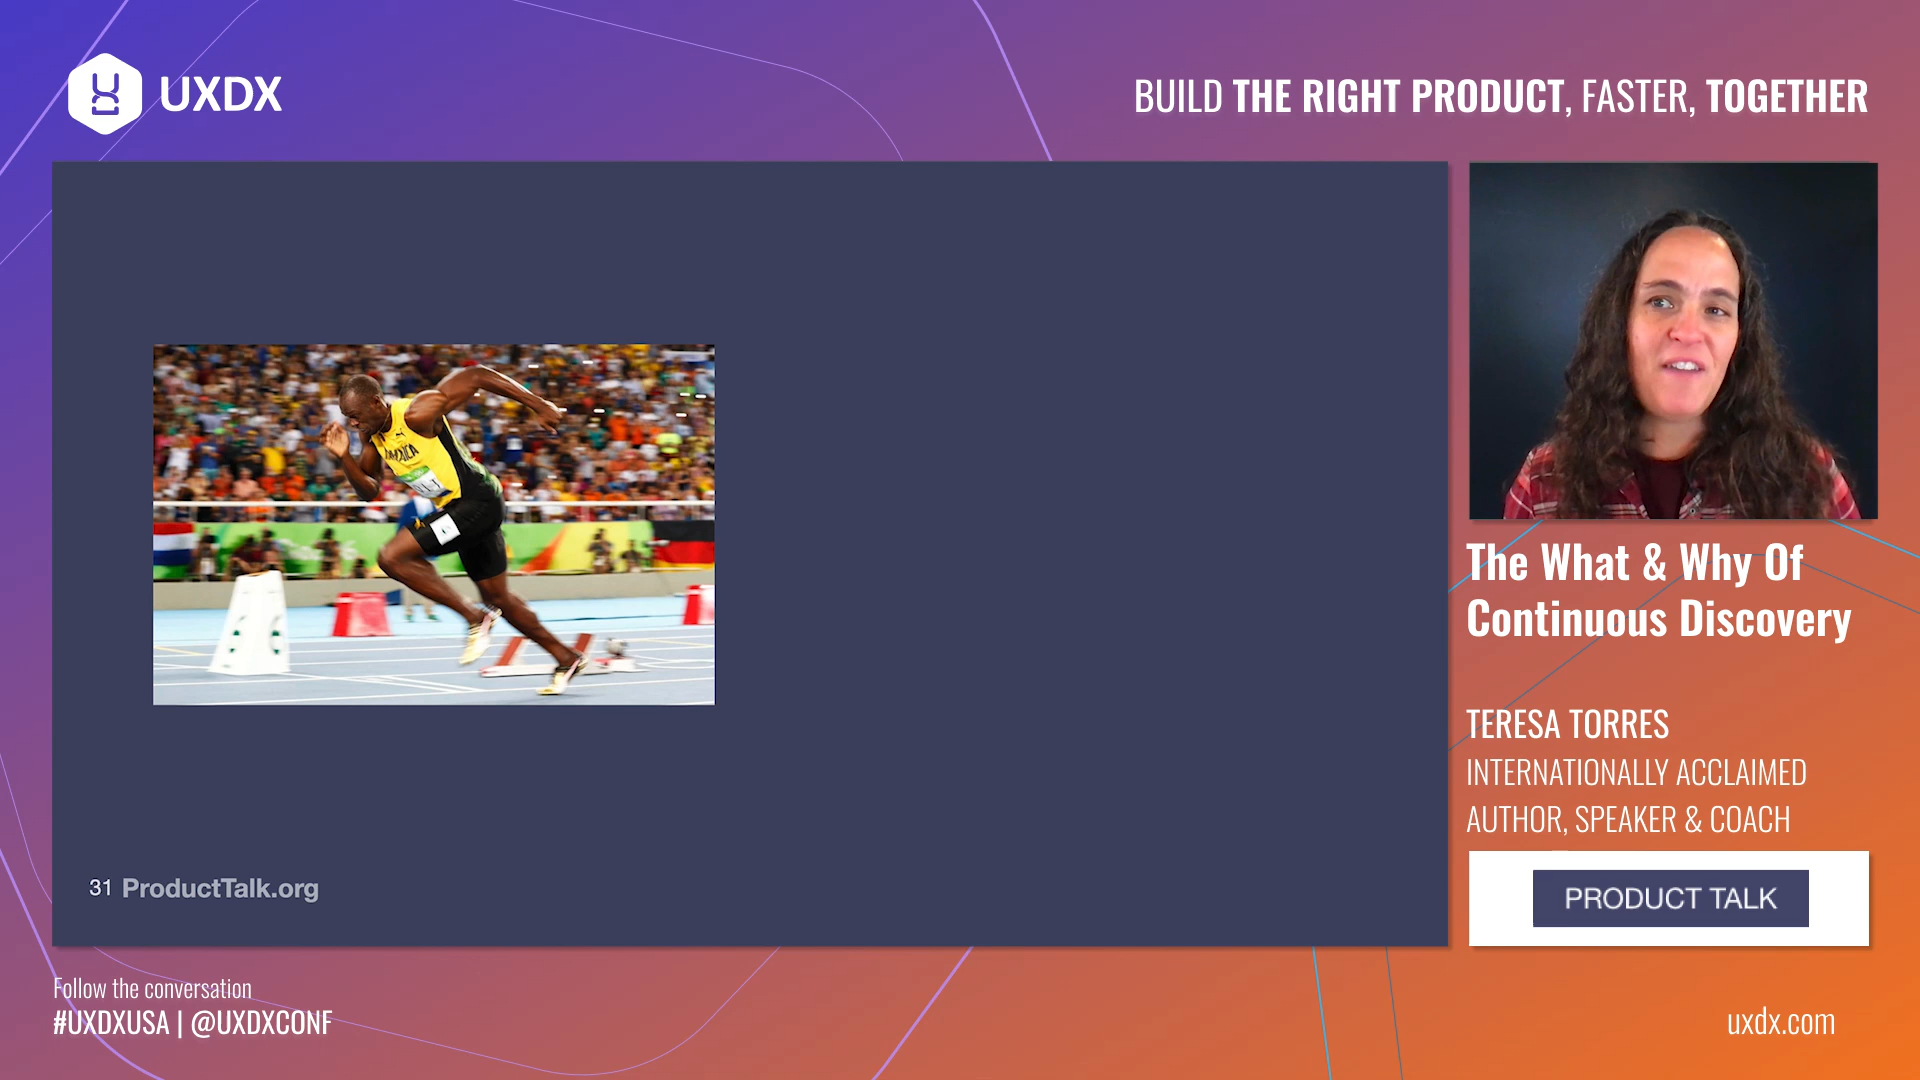 UXDX
BUILD THE RIGHT PRODUCT, FASTER, TOGETHER
JAMAICA
The What & Why Of
Continuous Discovery
TERESA TORRES
INTERNATIONALLY ACCLAIMED
AUTHOR, SPEAKER & COACH
PRODUCT TALK
31 ProductTalk.org
Follow the conversation
#UXDXUSA | @UXDXCONF
uxdx.com